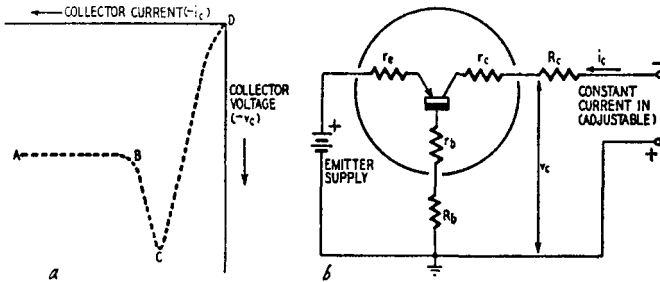 COLLECTOR CURRENT (-ic)
D
COLLECTOR
VOLTAGE
(-vc)
A
B
C
a
re
rc
Rc
ic
-
CONSTANT
CURRENT IN
(ADJUSTABLE)
+
EMITTER
SUPPLY
rb
vc
+
Rb
b